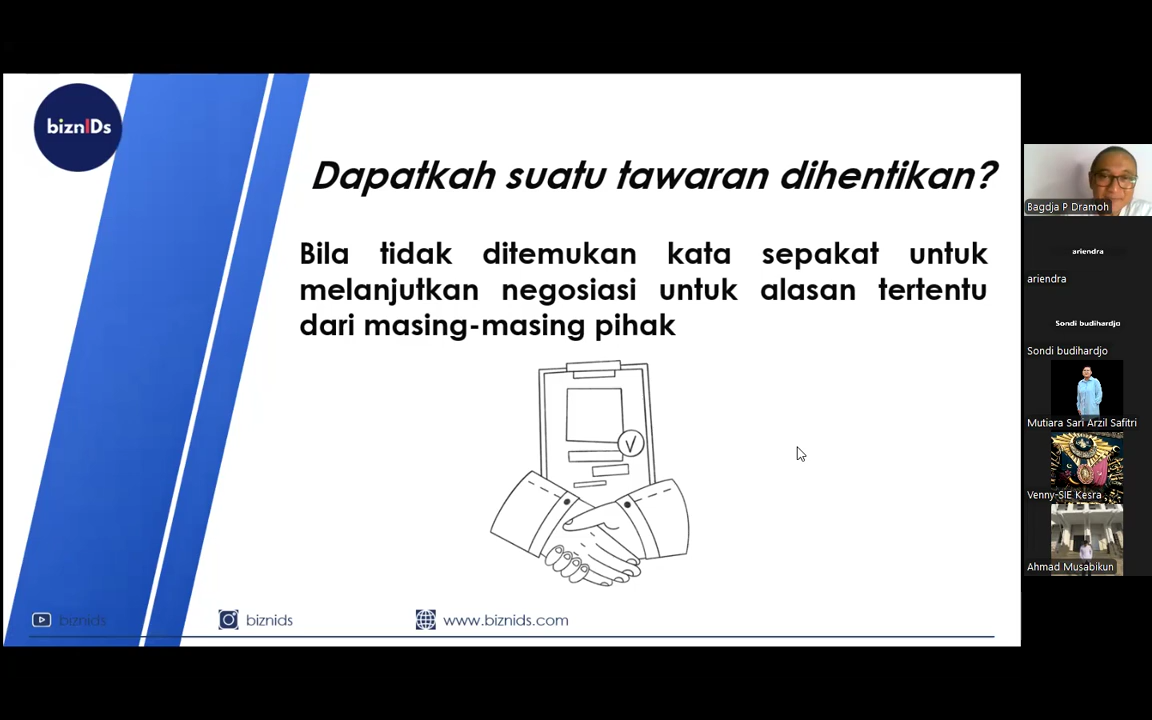 biznIDs
Dapatkah suatu tawaran dihentikan?
Bila tidak ditemukan kata sepakat untuk
melanjutkan negosiasi untuk alasan tertentu
dari masing-masing pihak
biznids
biznids
www.biznids.com
Bagdja P Dramoh
ariendra
ariendra
Sondi budihardjo
Sondi budihardjo
Mutiara Sari Arzil Safitri
Venny-SIE Kesra
Ahmad Musabikun